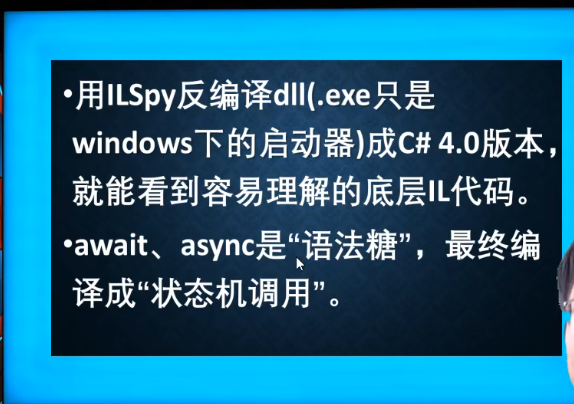 •用ILSpy反编译dll(.exe只是
windows下的启动器)成C# 4.0版本，
就能看到容易理解的底层IL代码。
•await、async是“语法糖”，最终编
译成“状态机调用”。